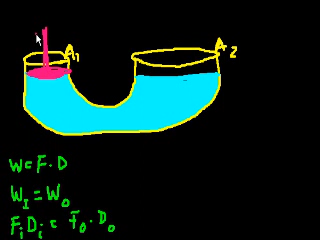 A1
A2
W = F · D
WI = Wo
Fi Di = Fo · Do